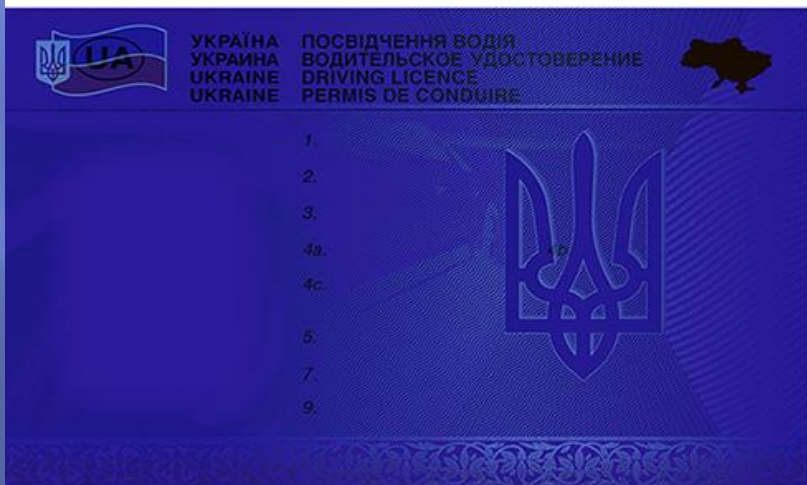 UA
УКРАЇНА ПОСВІДЧЕННЯ ВОДІЯ
УКРАИНА ВОДИТЕЛЬСКОЕ УДОСТОВЕРЕНИЕ
UKRAINE DRIVING LICENCE
UKRAINE PERMIS DE CONDUIRE
1.
2.
3.
4a. 4b.
4c.
5.
7.
9.